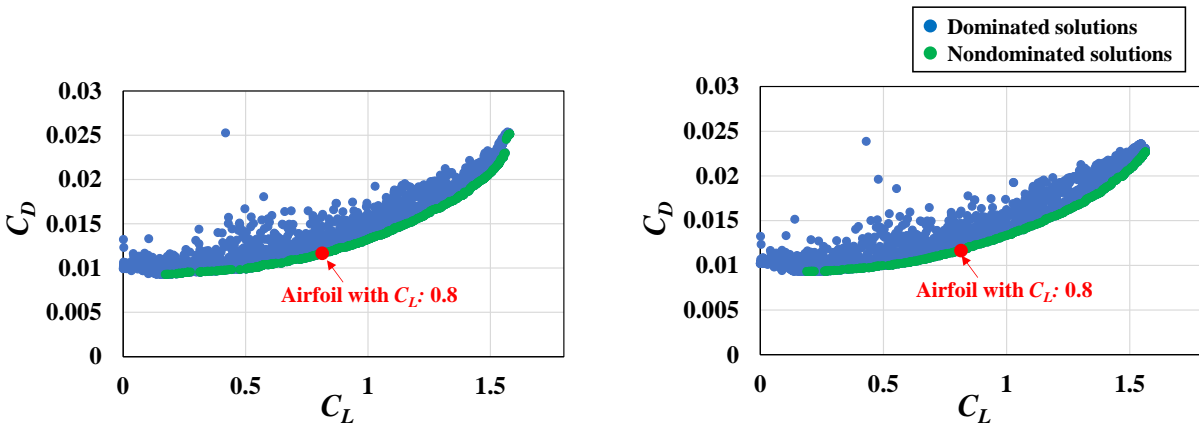 Dominated solutions
Nondominated solutions
0.03
0.025
0.02
0.015
0.01
0.005
0
C_D
0 0.5 1 1.5
C_L
Airfoil with C_L: 0.8
0.03
0.025
0.02
0.015
0.01
0.005
0
C_D
0 0.5 1 1.5
C_L
Airfoil with C_L: 0.8